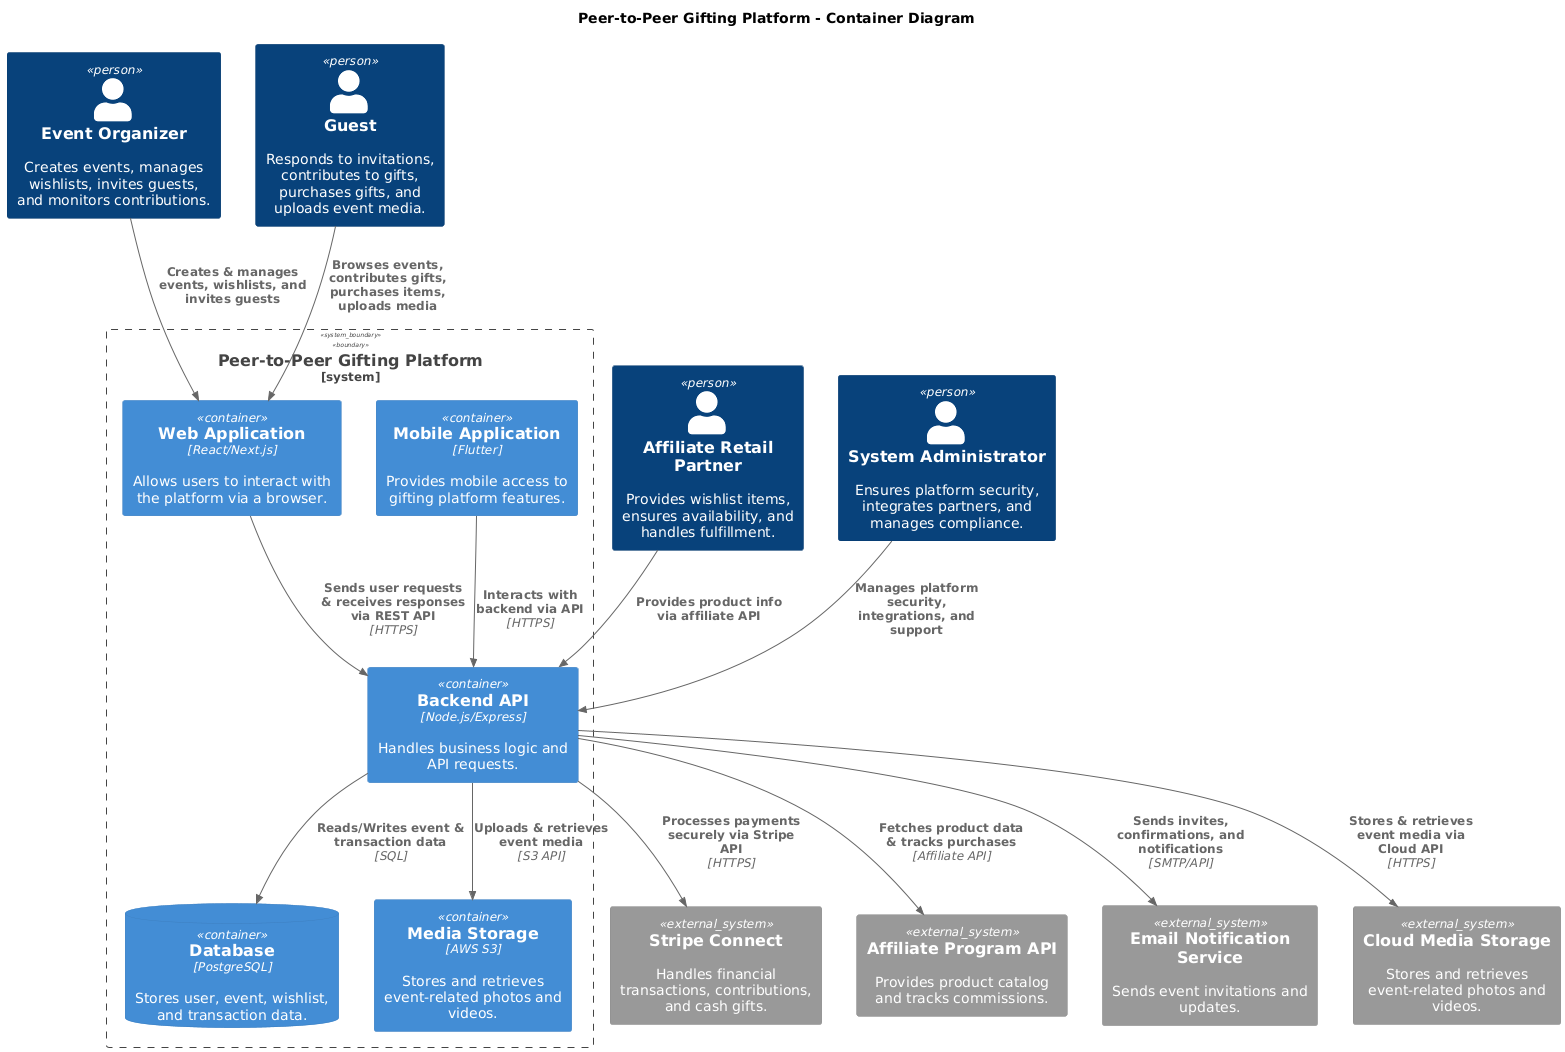 Peer-to-Peer Gifting Platform - Container Diagram
«person»
Event Organizer
Creates events, manages
wishlists, invites guests,
and monitors contributions.
«person»
Guest
Responds to invitations,
contributes to gifts,
purchases gifts, and
uploads event media.
Creates & manages
events, wishlists, and
invites guests
Browses events,
contributes gifts,
purchases items,
uploads media
«system_boundary»
«boundary»
Peer-to-Peer Gifting Platform
[system]
«container»
Web Application
[React/Next.js]
Allows users to interact with
the platform via a browser.
«container»
Mobile Application
[Flutter]
Provides mobile access to
gifting platform features.
«person»
Affiliate Retail
Partner
Provides wishlist items,
ensures availability, and
handles fulfillment.
«person»
System Administrator
Ensures platform security,
integrates partners, and
manages compliance.
Sends user requests
& receives responses
via REST API
[HTTPS]
Interacts with
backend via API
[HTTPS]
Provides product info
via affiliate API
Manages platform
security,
integrations, and
support
«container»
Backend API
[Node.js/Express]
Handles business logic and
API requests.
Reads/Writes event &
transaction data
[SQL]
Uploads & retrieves
event media
[S3 API]
Processes payments
securely via Stripe
API
[HTTPS]
Fetches product data
& tracks purchases
[Affiliate API]
Sends invites,
confirmations, and
notifications
[SMTP/API]
Stores & retrieves
event media via
Cloud API
[HTTPS]
«container»
Database
[PostgreSQL]
Stores user, event, wishlist,
and transaction data.
«container»
Media Storage
[AWS S3]
Stores and retrieves
event-related photos and
videos.
«external_system»
Stripe Connect
Handles financial
transactions, contributions,
and cash gifts.
«external_system»
Affiliate Program API
Provides product catalog
and tracks commissions.
«external_system»
Email Notification
Service
Sends event invitations and
updates.
«external_system»
Cloud Media Storage
Stores and retrieves
event-related photos and
videos.